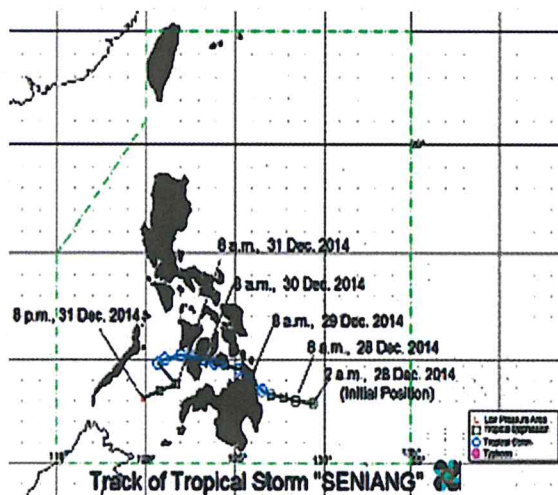 8 a.m., 31 Dec. 2014
8 a.m., 30 Dec. 2014
8 p.m., 31 Dec. 2014
8 a.m., 29 Dec. 2014
8 a.m., 28 Dec. 2014
2 a.m., 28 Dec. 2014
(Initial Position)
Low Pressure Area
Tropical Depression
Tropical Storm
Typhoon
Track of Tropical Storm "SENIANG"